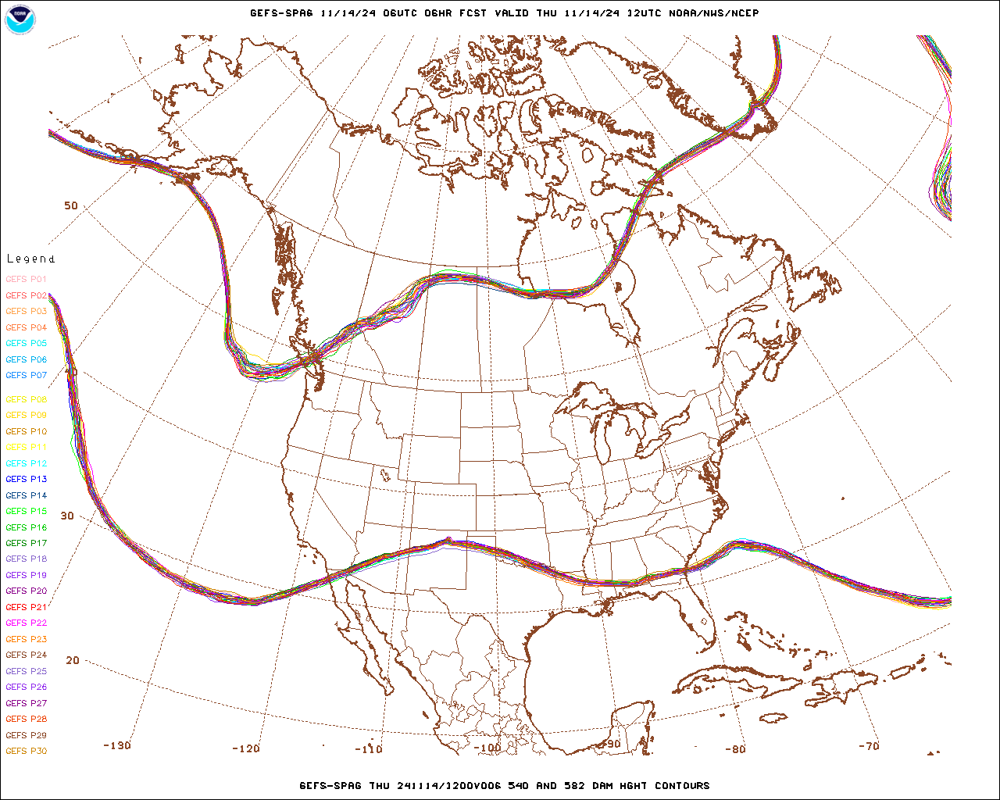 GEFS-SPAG 11/14/24 06UTC 06HR FCST VALID THU 11/14/24 12UTC NOAA/NWS/NCEP
NOAA
50
Legend
GEFS P01
GEFS P02
GEFS P03
GEFS P04
GEFS P05
GEFS P06
GEFS P07
GEFS P08
GEFS P09
GEFS P10
GEFS P11
GEFS P12
GEFS P13
GEFS P14
GEFS P15
GEFS P16
GEFS P17
GEFS P18
GEFS P19
GEFS P20
GEFS P21
GEFS P22
GEFS P23
GEFS P24
GEFS P25
GEFS P26
GEFS P27
GEFS P28
GEFS P29
GEFS P30
30
20
-130
-120
-110
-100
-90
-80
-70
GEFS-SPAG THU 241114/1200V006 540 AND 582 DAM HGHT CONTOURS